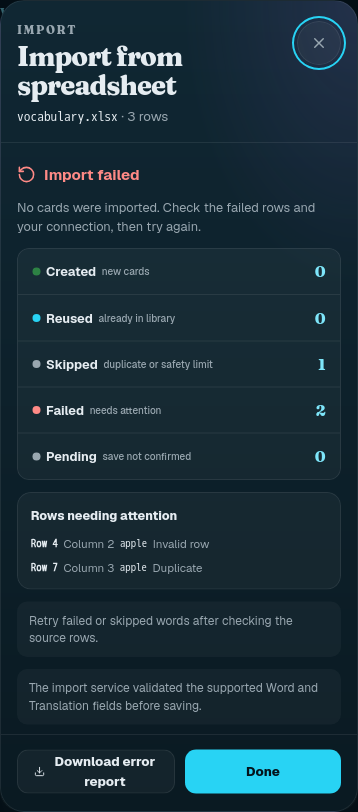 IMPORT
Import from
spreadsheet
vocabulary.xlsx · 3 rows
Import failed
No cards were imported. Check the failed rows and
your connection, then try again.
Created new cards 0
Reused already in library 0
Skipped duplicate or safety limit 1
Failed needs attention 2
Pending save not confirmed 0
Rows needing attention
Row 4 Column 2 apple Invalid row
Row 7 Column 3 apple Duplicate
Retry failed or skipped words after checking the
source rows.
The import service validated the supported Word and
Translation fields before saving.
Download error
report
Done